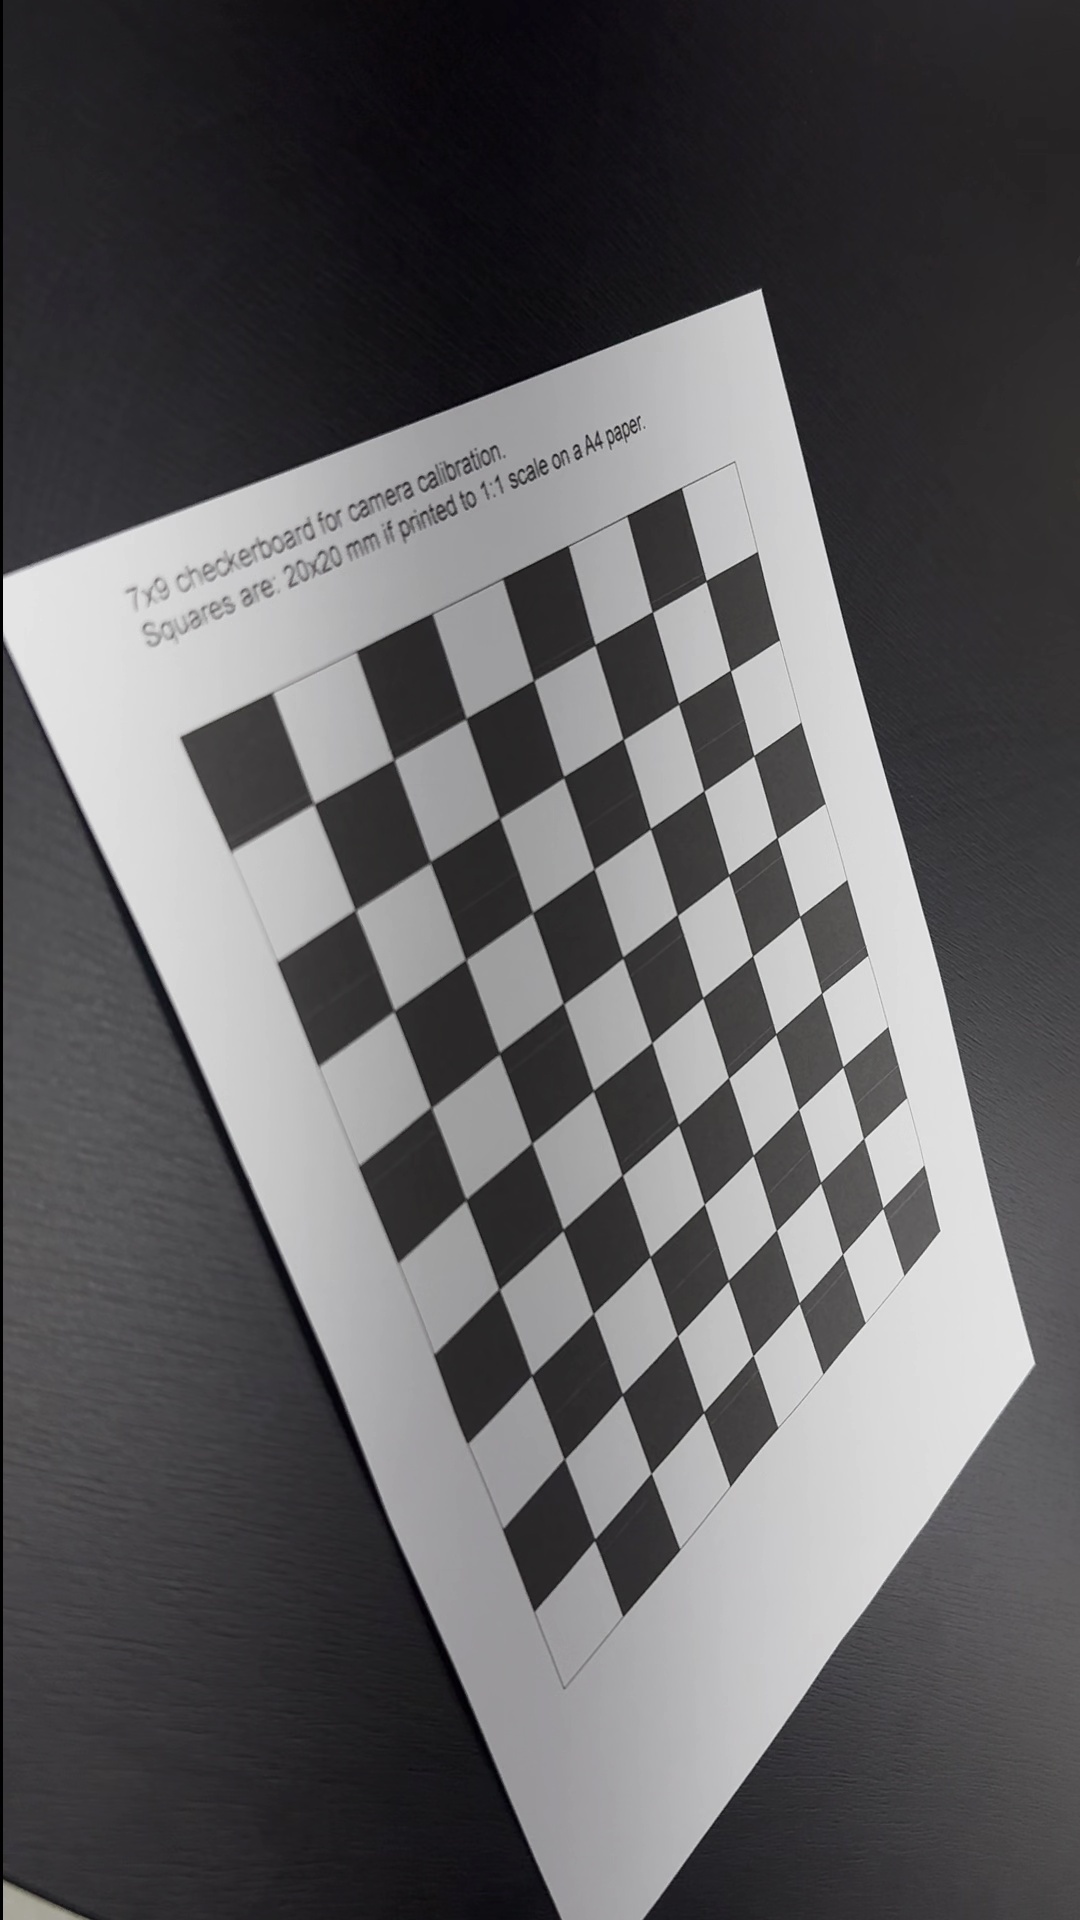 7x9 checkerboard for camera calibration.
Squares are: 20x20 mm if printed to 1:1 scale on a A4 paper.